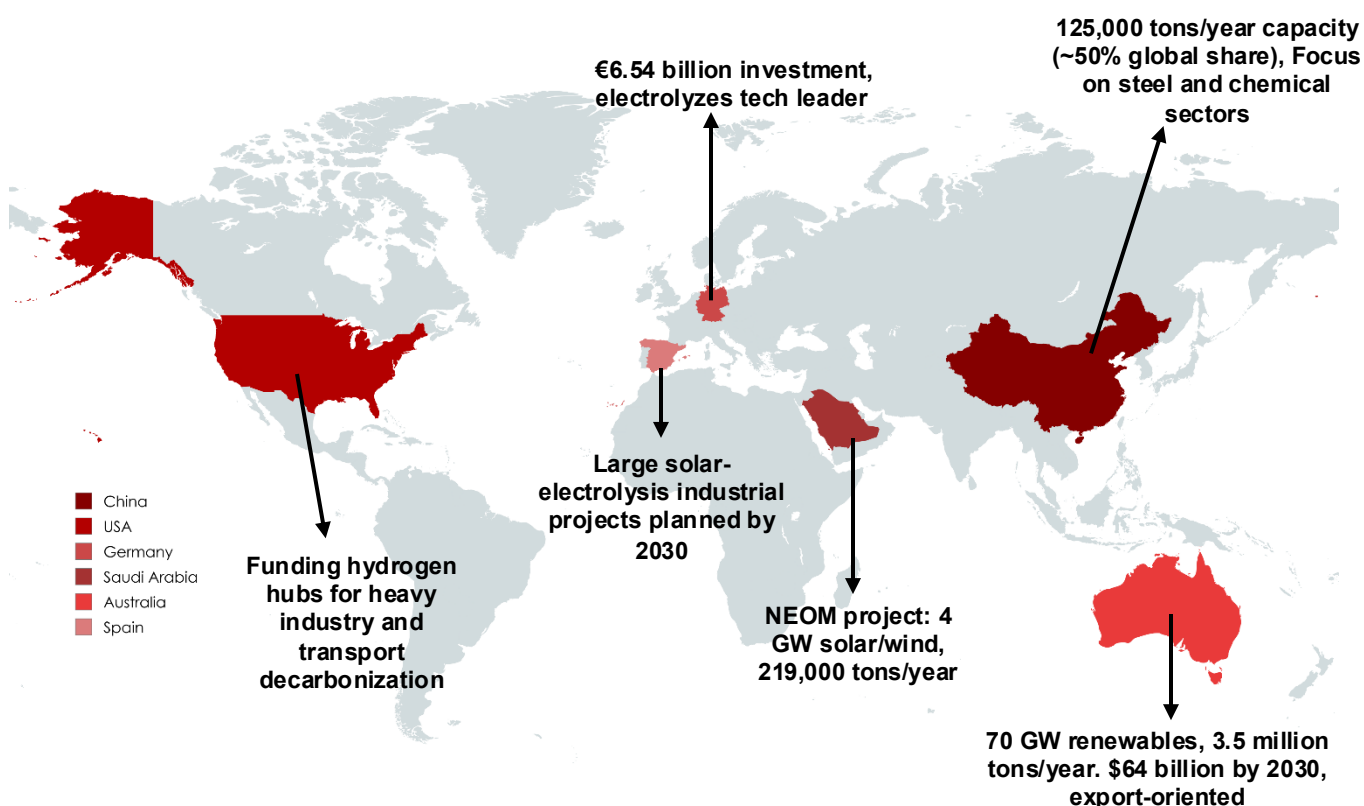 125,000 tons/year capacity
(~50% global share), Focus
on steel and chemical
sectors
€6.54 billion investment,
electrolyzes tech leader
Large solar-
electrolysis industrial
projects planned by
2030
China
USA
Germany
Saudi Arabia
Australia
Spain
Funding hydrogen
hubs for heavy
industry and
transport
decarbonization
NEOM project: 4
GW solar/wind,
219,000 tons/year
70 GW renewables, 3.5 million
tons/year. $64 billion by 2030,
export-oriented